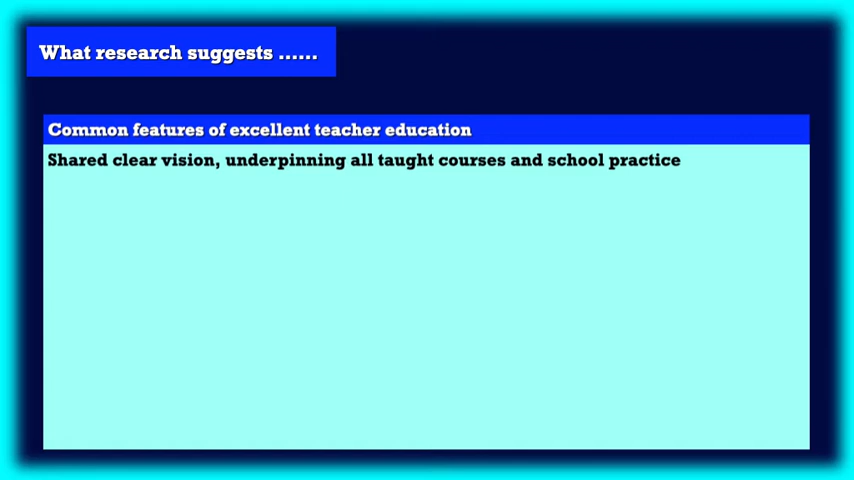 What research suggests ......
Common features of excellent teacher education
Shared clear vision, underpinning all taught courses and school practice